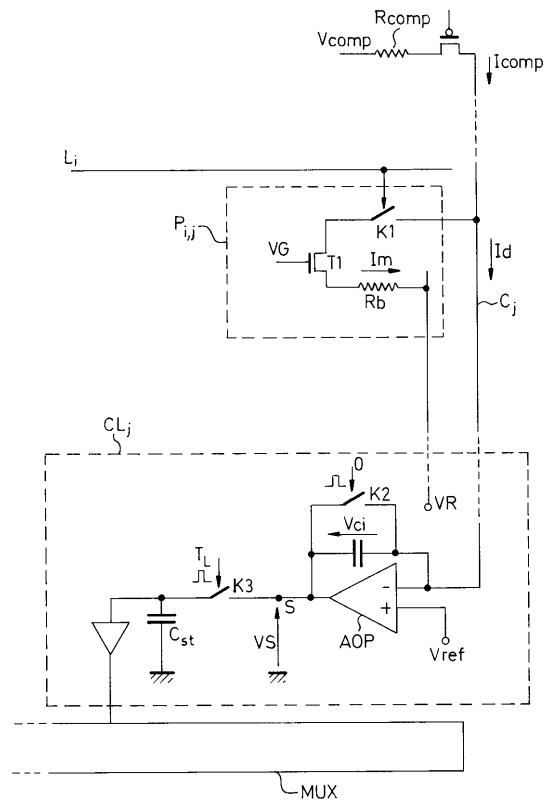 Rcomp
Vcomp
Icomp
Li
Pi,j
K1
VG
T1
Im
Id
Rb
Cj
CLj
0
K2
VR
Vci
TL
K3
S
-
+
Cst
VS
AOP
Vref
MUX